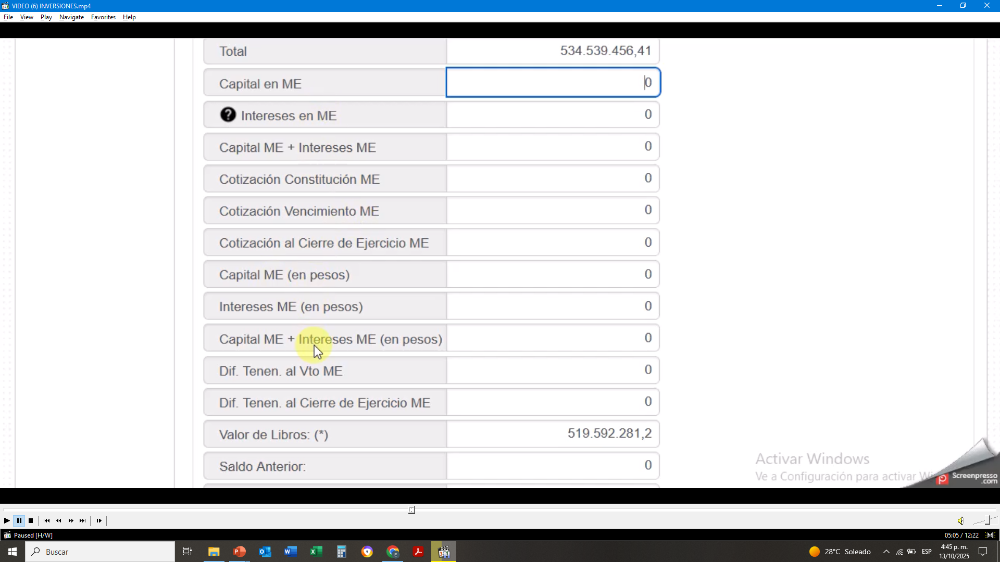 VIDEO (6) INVERSIONES.mp4
File View Play Navigate Favorites Help
Total 534.539.456,41
Capital en ME 0
? Intereses en ME 0
Capital ME + Intereses ME 0
Cotización Constitución ME 0
Cotización Vencimiento ME 0
Cotización al Cierre de Ejercicio ME 0
Capital ME (en pesos) 0
Intereses ME (en pesos) 0
Capital ME + Intereses ME (en pesos) 0
Dif. Tenen. al Vto ME 0
Dif. Tenen. al Cierre de Ejercicio ME 0
Valor de Libros: (*) 519.592.281,2
Saldo Anterior: 0
Activar Windows
Ve a Configuración para activar
Screenpresso
.com
Paused [H/W] 05:05 / 12:22
Buscar
28°C Soleado
ESP
4:45 p. m.
13/10/2025